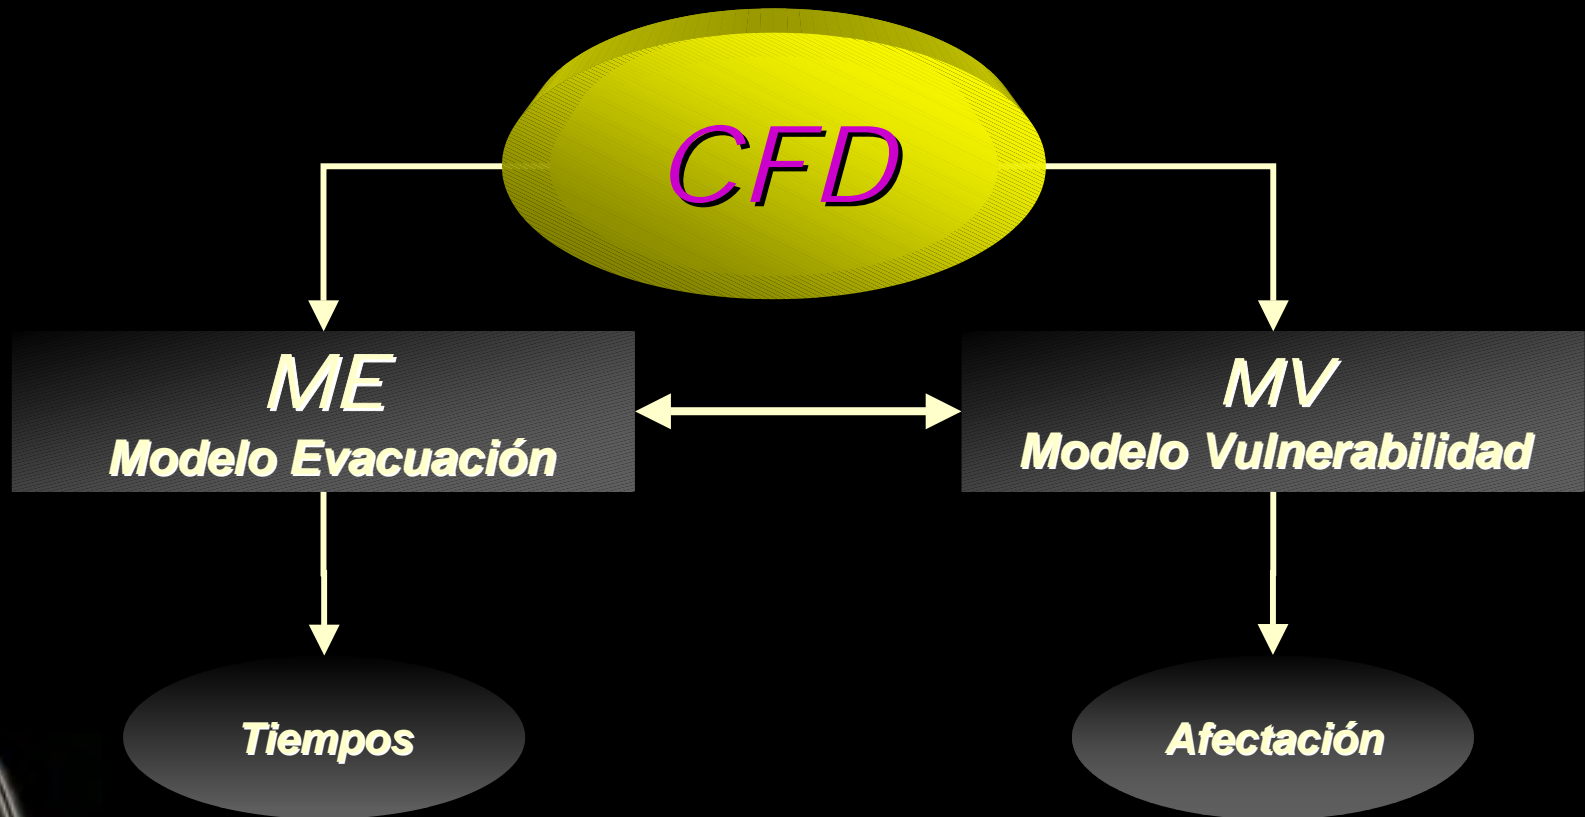 CFD
ME
Modelo Evacuación
MV
Modelo Vulnerabilidad
Tiempos
Afectación